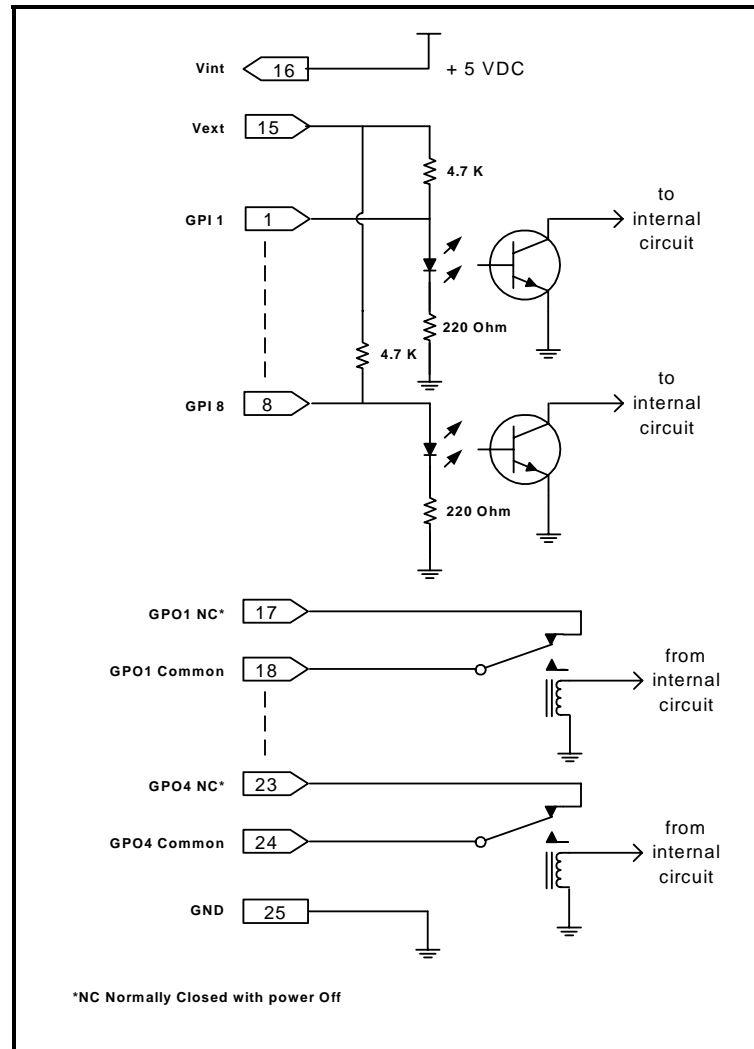 Vint
16
+ 5 VDC
Vext
15
4.7 K
to
internal
circuit
GPI 1
1
220 Ohm
4.7 K
to
internal
circuit
GPI 8
8
220 Ohm
GPO1 NC*
17
GPO1 Common
18
from
internal
circuit
GPO4 NC*
23
GPO4 Common
24
from
internal
circuit
GND
25
*NC Normally Closed with power Off